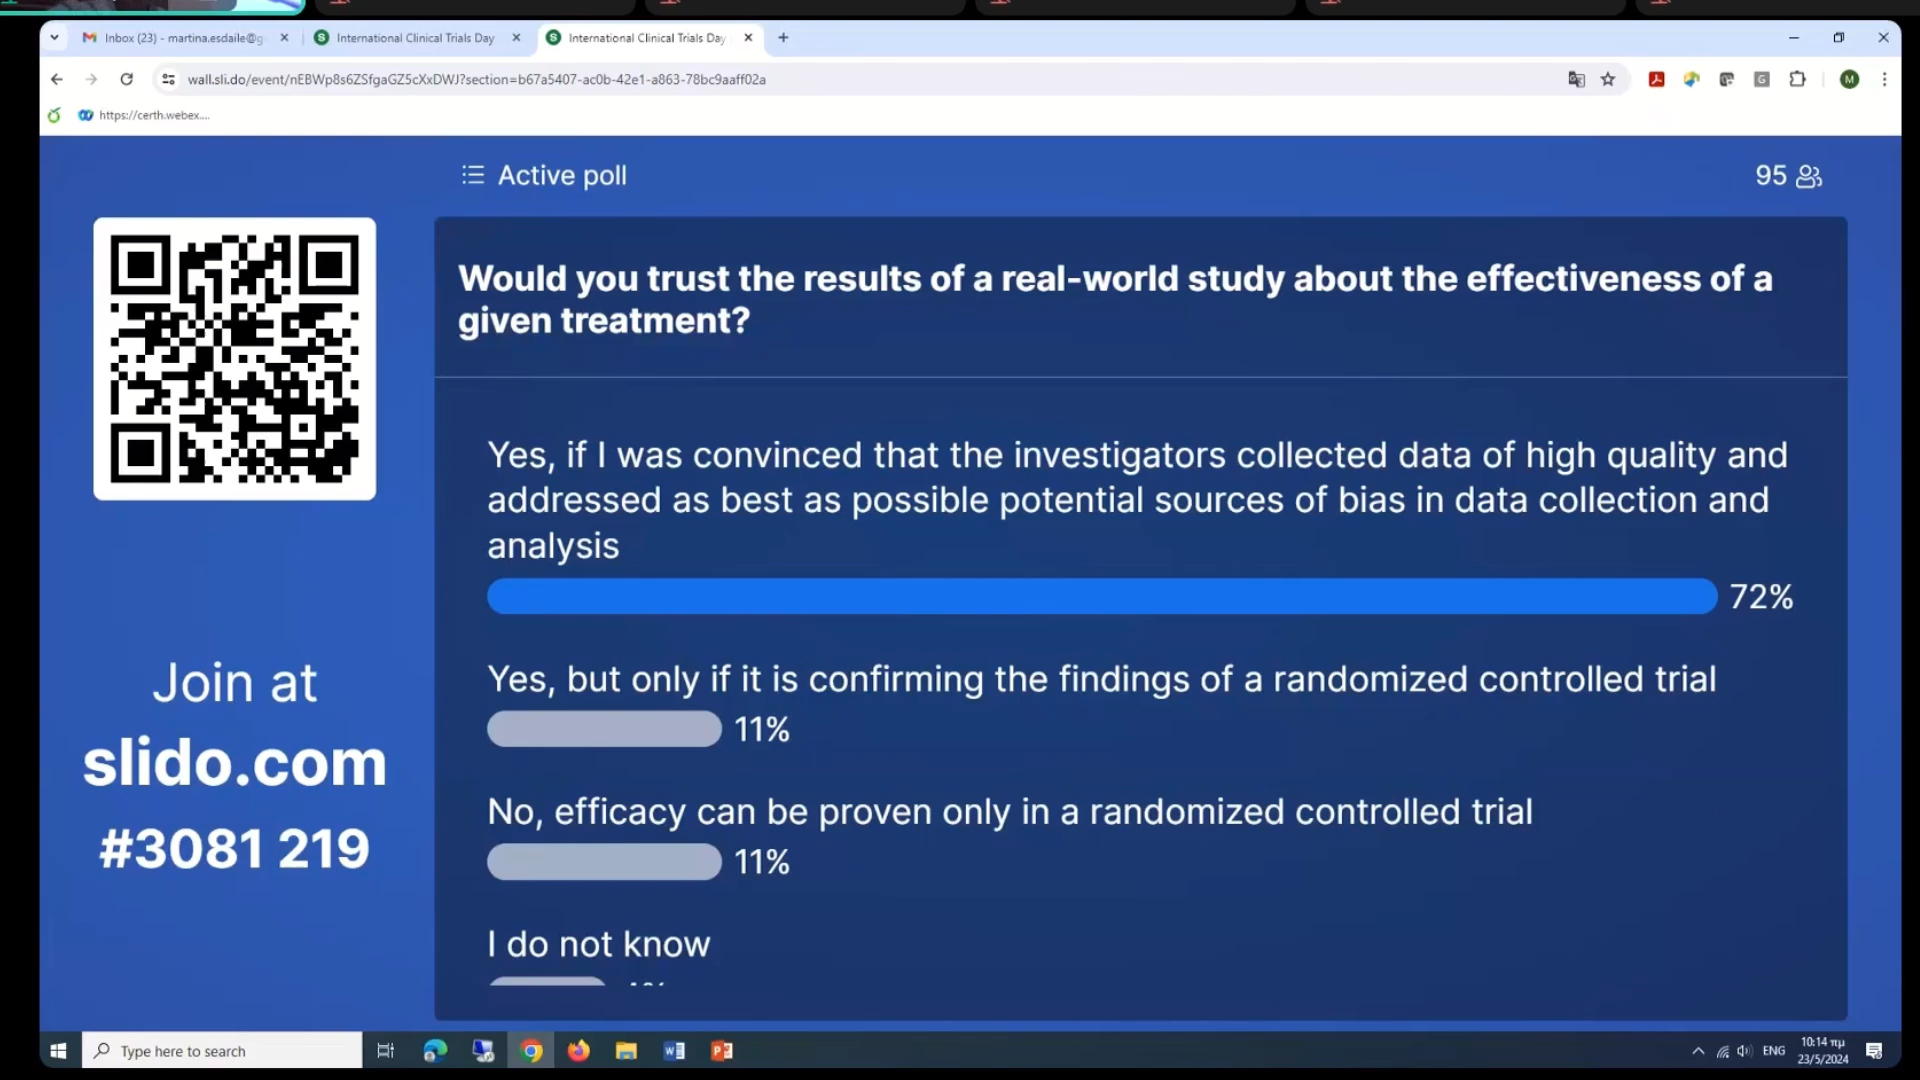 Inbox (23) - martina.esdaile@g
International Clinical Trials Day
International Clinical Trials Day
wall.sli.do/event/nEBWp8s6ZSfgaGZ5cXxDWJ?section=b67a5407-ac0b-42e1-a863-78bc9aaff02a
M
https://certh.webex....
Active poll
95
Would you trust the results of a real-world study about the effectiveness of a
given treatment?
Yes, if I was convinced that the investigators collected data of high quality and
addressed as best as possible potential sources of bias in data collection and
analysis
72%
Yes, but only if it is confirming the findings of a randomized controlled trial
11%
No, efficacy can be proven only in a randomized controlled trial
11%
I do not know
Join at
slido.com
#3081 219
Type here to search
ENG
10:14 πμ
23/5/2024